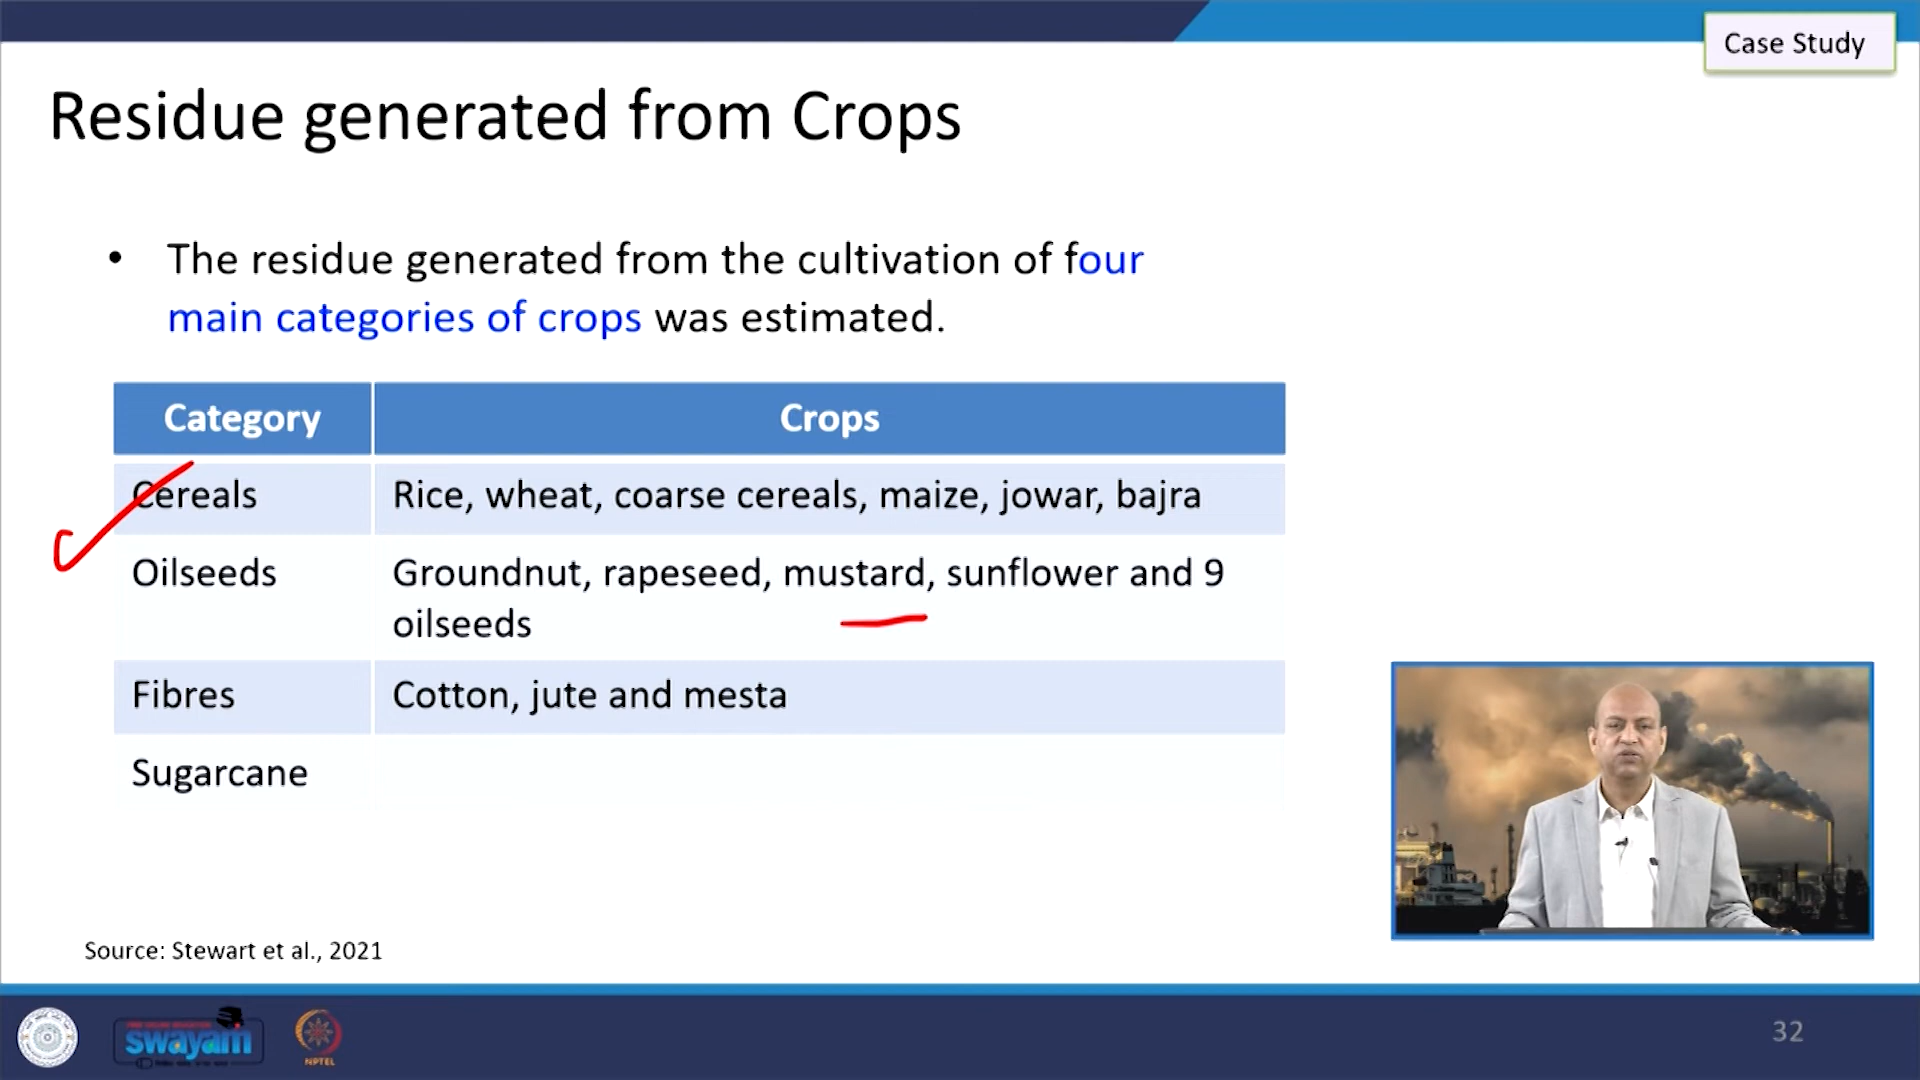 Case Study
Residue generated from Crops
• The residue generated from the cultivation of four
main categories of crops was estimated.
Category Crops
Cereals Rice, wheat, coarse cereals, maize, jowar, bajra
Oilseeds Groundnut, rapeseed, mustard, sunflower and 9
oilseeds
Fibres Cotton, jute and mesta
Sugarcane
Source: Stewart et al., 2021
swayam
NPTEL
32